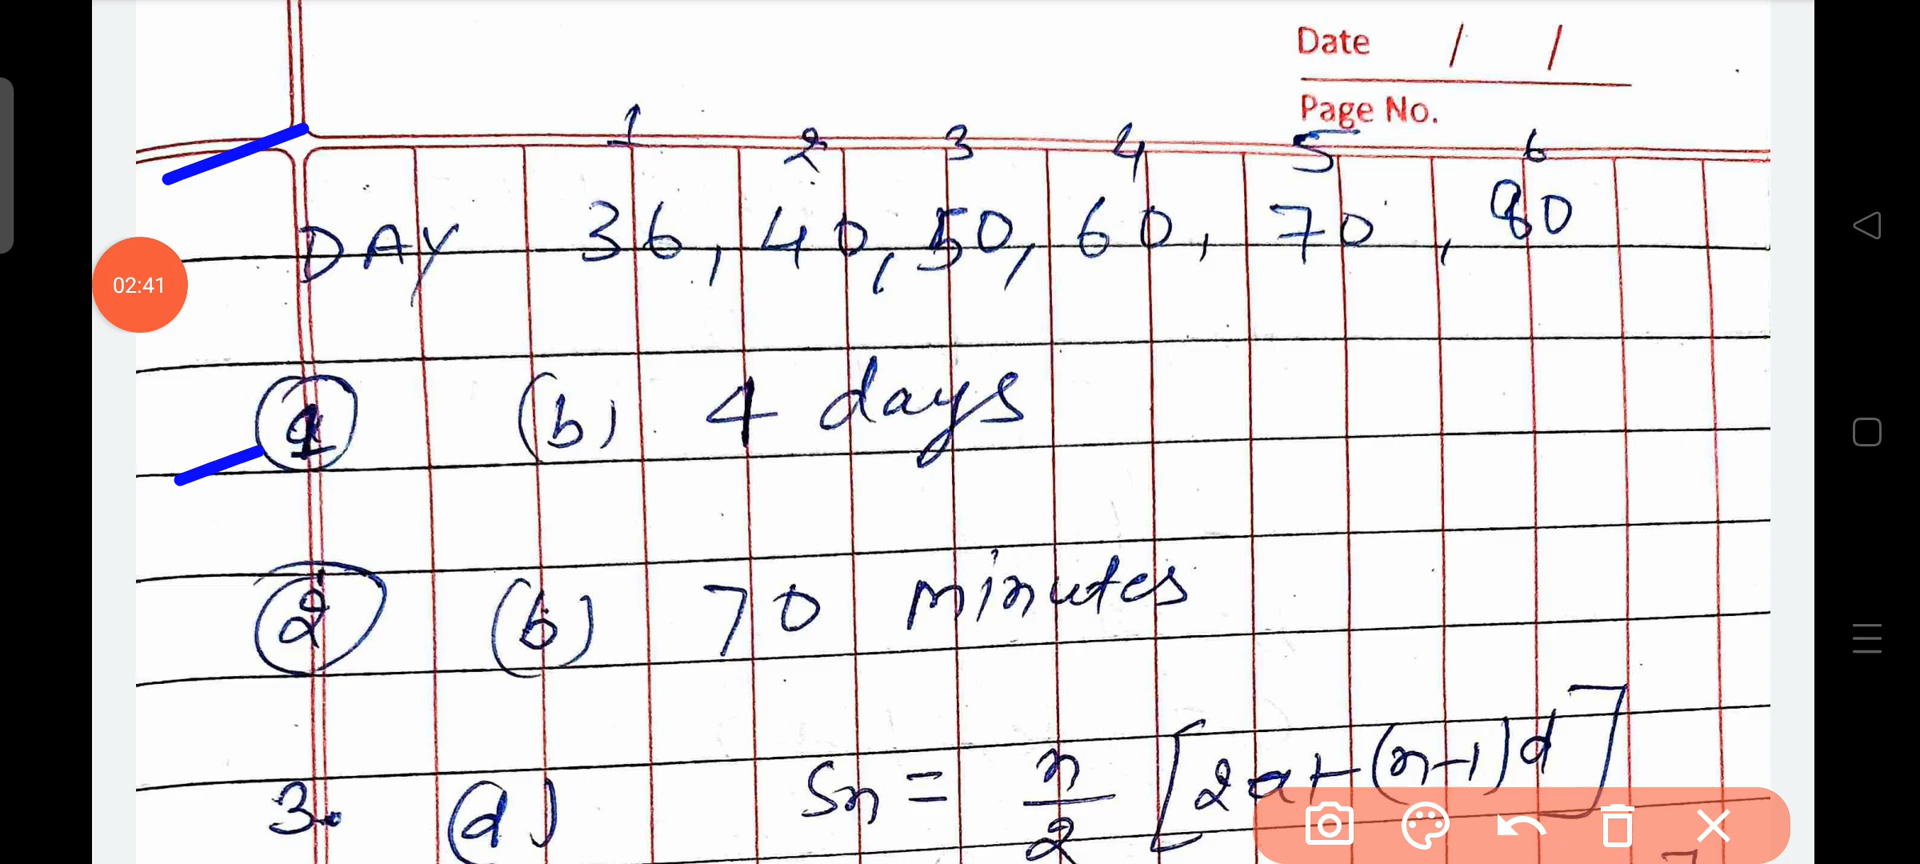 Date / /
Page No.
1 2 3 4 5 6
DAY 36, 40, 50, 60, 70, 80
02:41
1 (b) 4 days
2 (b) 70 minutes
3. (d) Sn = n/2 [2a+(n-1)d]